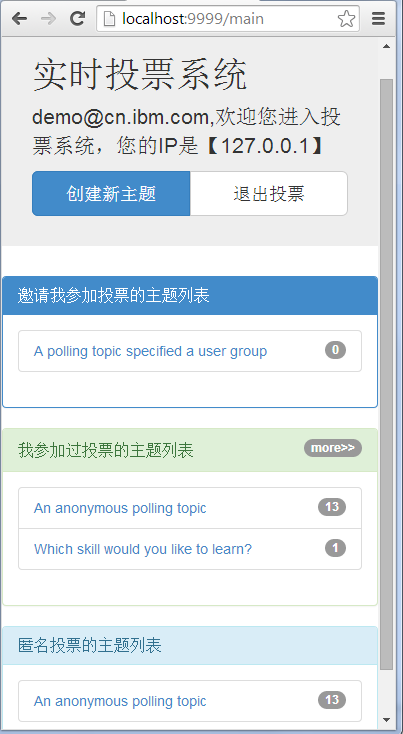 localhost:9999/main
实时投票系统
demo@cn.ibm.com,欢迎您进入投
票系统，您的IP是【127.0.0.1】
创建新主题 退出投票
邀请我参加投票的主题列表
A polling topic specified a user group 0
我参加过投票的主题列表 more>>
An anonymous polling topic 13
Which skill would you like to learn? 1
匿名投票的主题列表
An anonymous polling topic 13